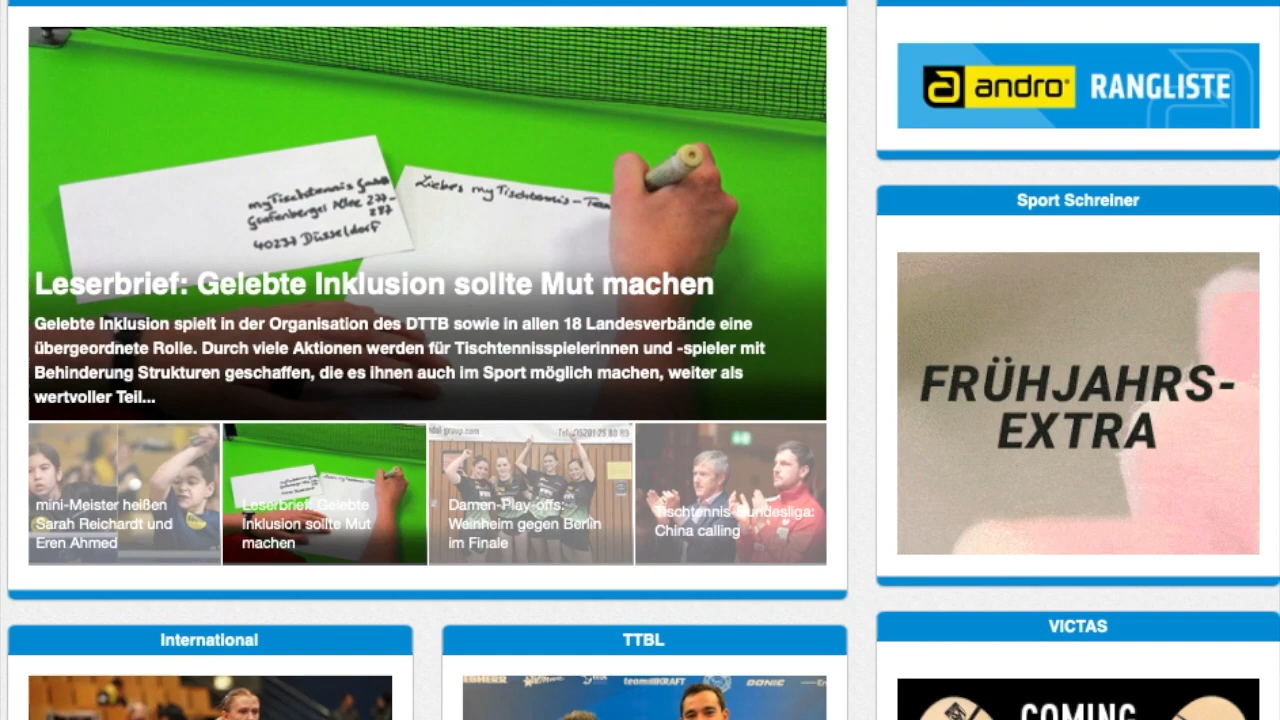 myTischtennis GmbH
Grafenberger Allee 277-
287
40237 Düsseldorf
Liebes myTischtennis-Team
Leserbrief: Gelebte Inklusion sollte Mut machen
Gelebte Inklusion spielt in der Organisation des DTTB sowie in allen 18 Landesverbände eine
übergeordnete Rolle. Durch viele Aktionen werden für Tischtennisspielerinnen und -spieler mit
Behinderung Strukturen geschaffen, die es ihnen auch im Sport möglich machen, weiter als
wertvoller Teil...
mini-Meister heißen
Sarah Reichardt und
Eren Ahmed
Leserbrief: Gelebte
Inklusion sollte Mut
machen
Damen-Play-offs:
Weinheim gegen Berlin
im Finale
Tischtennis-Bundesliga:
China calling
andro® RANGLISTE
Sport Schreiner
FRÜHJAHRS-
EXTRA
International
TTBL
teamKRAFT
DONIC
VICTAS
COMING